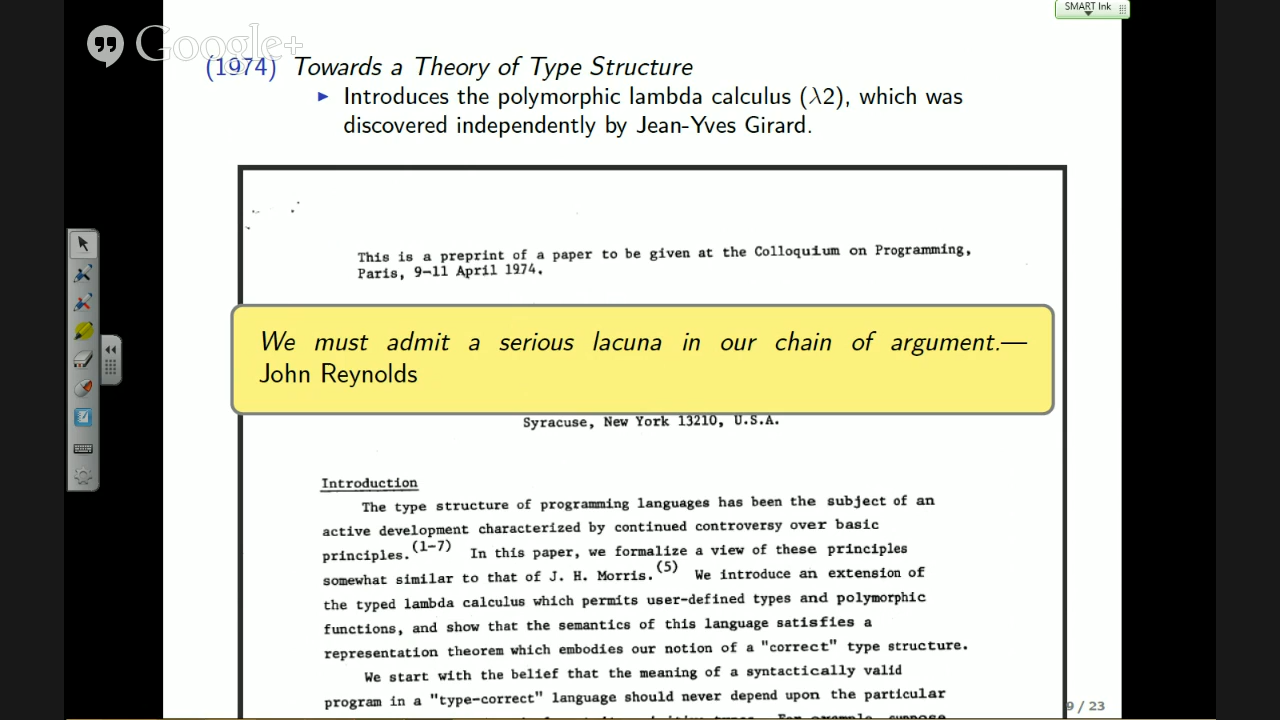 SMART Ink
Google+
(1974) Towards a Theory of Type Structure
▸ Introduces the polymorphic lambda calculus (λ2), which was
discovered independently by Jean-Yves Girard.
This is a preprint of a paper to be given at the Colloquium on Programming,
Paris, 9-11 April 1974.
We must admit a serious lacuna in our chain of argument.—
John Reynolds
Syracuse, New York 13210, U.S.A.
Introduction
The type structure of programming languages has been the subject of an
active development characterized by continued controversy over basic
principles.(1-7) In this paper, we formalize a view of these principles
somewhat similar to that of J. H. Morris.(5) We introduce an extension of
the typed lambda calculus which permits user-defined types and polymorphic
functions, and show that the semantics of this language satisfies a
representation theorem which embodies our notion of a "correct" type structure.
We start with the belief that the meaning of a syntactically valid
program in a "type-correct" language should never depend upon the particular
9 / 23